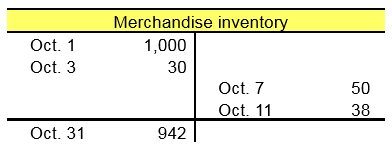 Merchandise inventory
Oct. 1 1,000
Oct. 3 30
Oct. 7 50
Oct. 11 38
Oct. 31 942